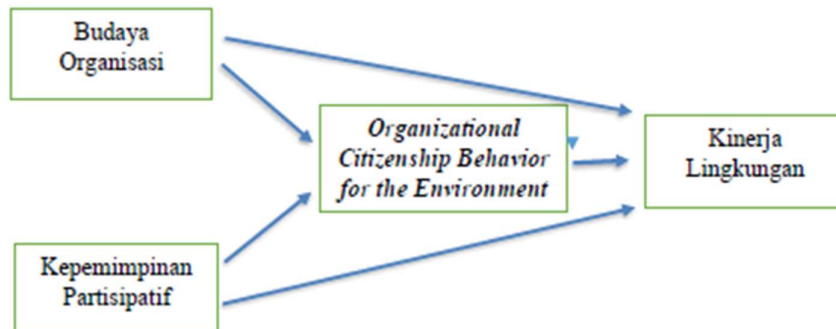 Budaya
Organisasi
Organizational
Citizenship Behavior
for the Environment
Kinerja
Lingkungan
Kepemimpinan
Partisipatif